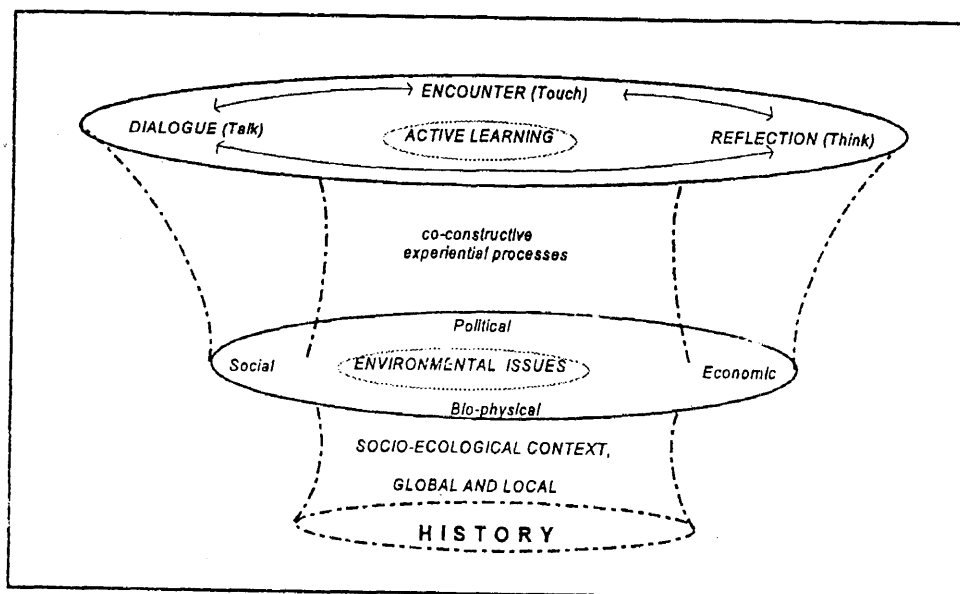 ENCOUNTER (Touch)
DIALOGUE (Talk)
ACTIVE LEARNING
REFLECTION (Think)
co-constructive
experiential processes
Political
Social
ENVIRONMENTAL ISSUES
Economic
Bio-physical
SOCIO-ECOLOGICAL CONTEXT,
GLOBAL AND LOCAL
HISTORY